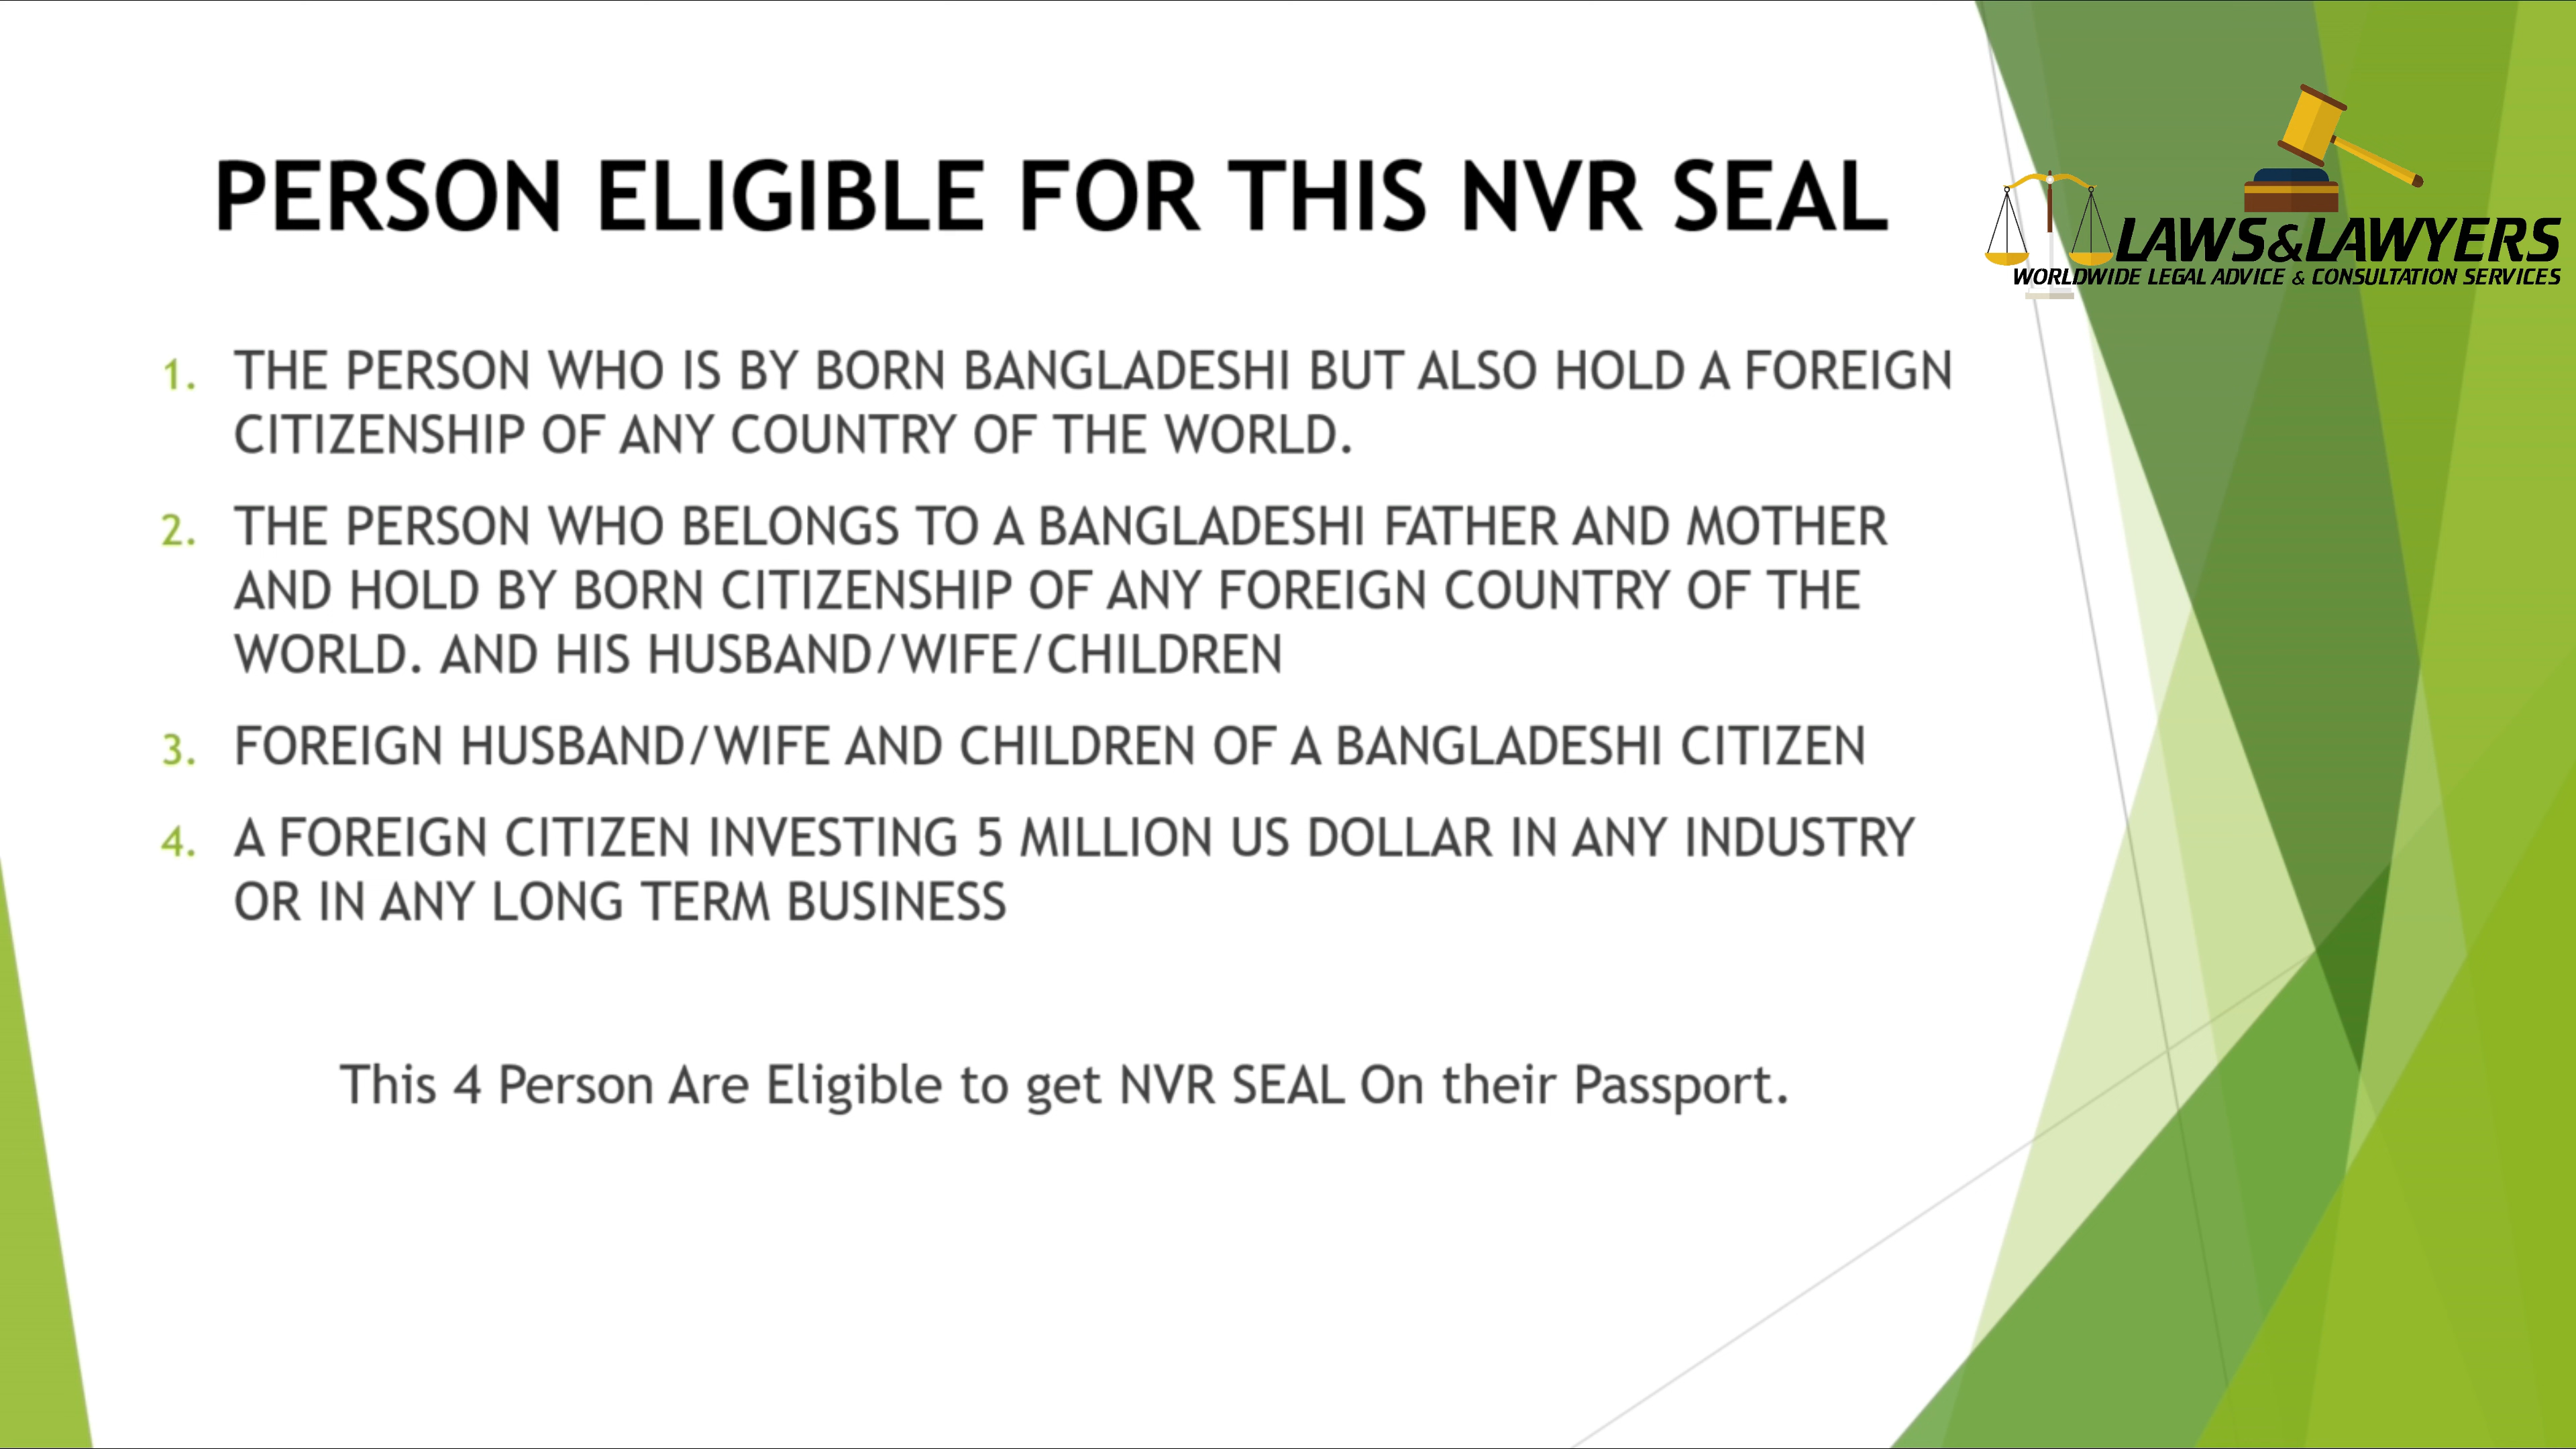 PERSON ELIGIBLE FOR THIS NVR SEAL
LAWS&LAWYERS
WORLDWIDE LEGAL ADVICE & CONSULTATION SERVICES
1. THE PERSON WHO IS BY BORN BANGLADESHI BUT ALSO HOLD A FOREIGN
CITIZENSHIP OF ANY COUNTRY OF THE WORLD.
2. THE PERSON WHO BELONGS TO A BANGLADESHI FATHER AND MOTHER
AND HOLD BY BORN CITIZENSHIP OF ANY FOREIGN COUNTRY OF THE
WORLD. AND HIS HUSBAND/WIFE/CHILDREN
3. FOREIGN HUSBAND/WIFE AND CHILDREN OF A BANGLADESHI CITIZEN
4. A FOREIGN CITIZEN INVESTING 5 MILLION US DOLLAR IN ANY INDUSTRY
OR IN ANY LONG TERM BUSINESS
This 4 Person Are Eligible to get NVR SEAL On their Passport.